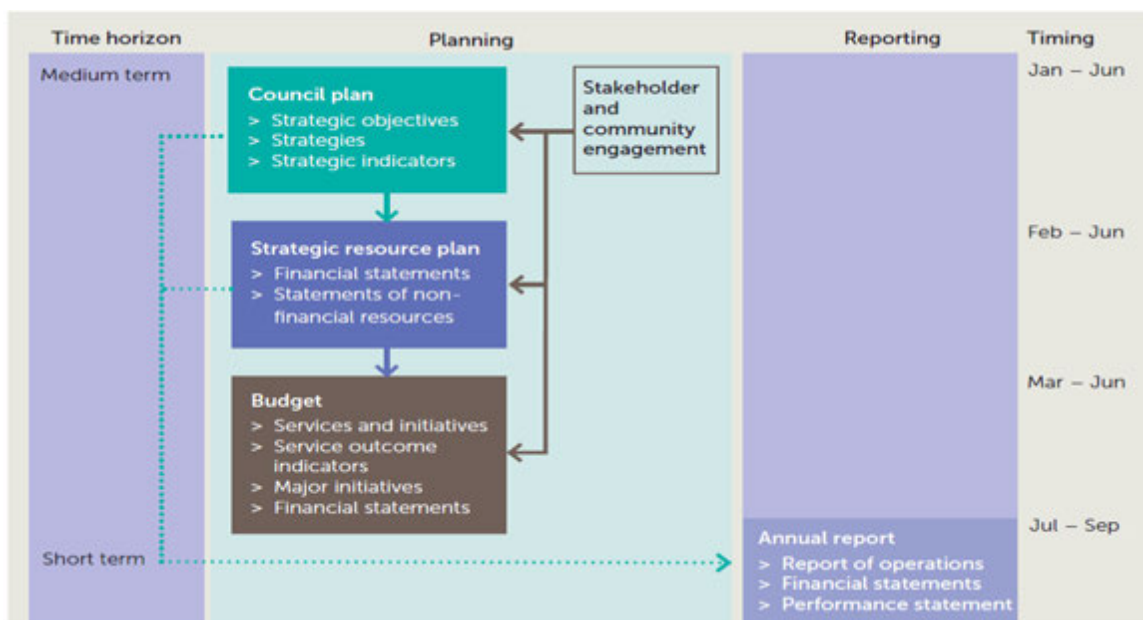 Time horizon
Planning
Reporting
Timing
Medium term
Jan – Jun
Council plan
> Strategic objectives
> Strategies
> Strategic indicators
Stakeholder
and
community
engagement
Feb – Jun
Strategic resource plan
> Financial statements
> Statements of non-
financial resources
Mar – Jun
Budget
> Services and initiatives
> Service outcome
indicators
> Major initiatives
> Financial statements
Jul – Sep
Short term
Annual report
> Report of operations
> Financial statements
> Performance statement